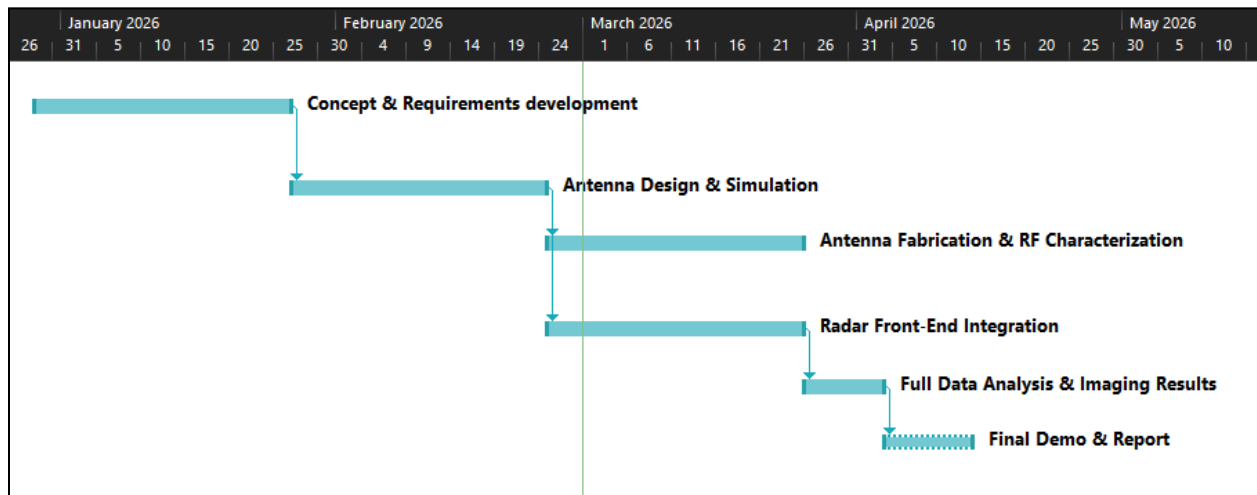 January 2026 February 2026 March 2026 April 2026 May 2026
26 31 5 10 15 20 25 30 4 9 14 19 24 1 6 11 16 21 26 31 5 10 15 20 25 30 5 10
Concept & Requirements development
Antenna Design & Simulation
Antenna Fabrication & RF Characterization
Radar Front-End Integration
Full Data Analysis & Imaging Results
Final Demo & Report